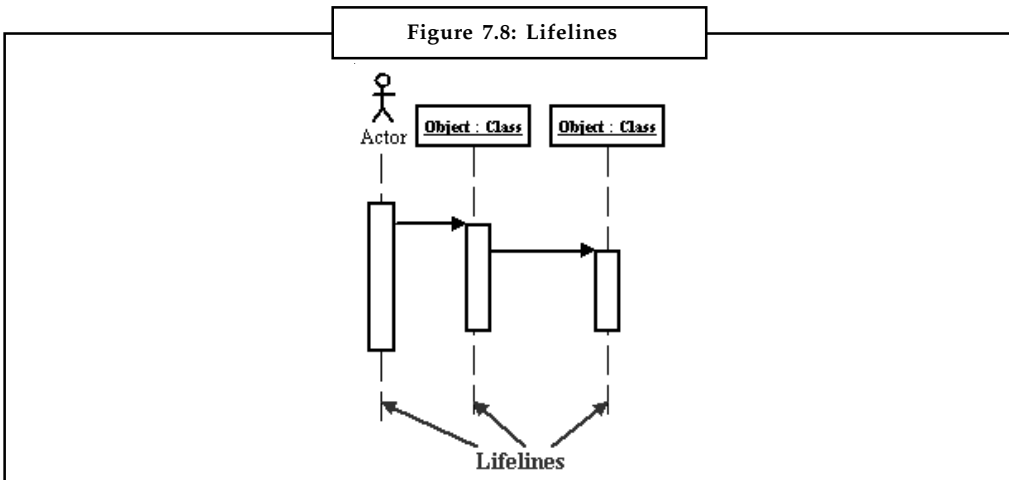 Figure 7.8: Lifelines
Actor
Object : Class
Object : Class
Lifelines